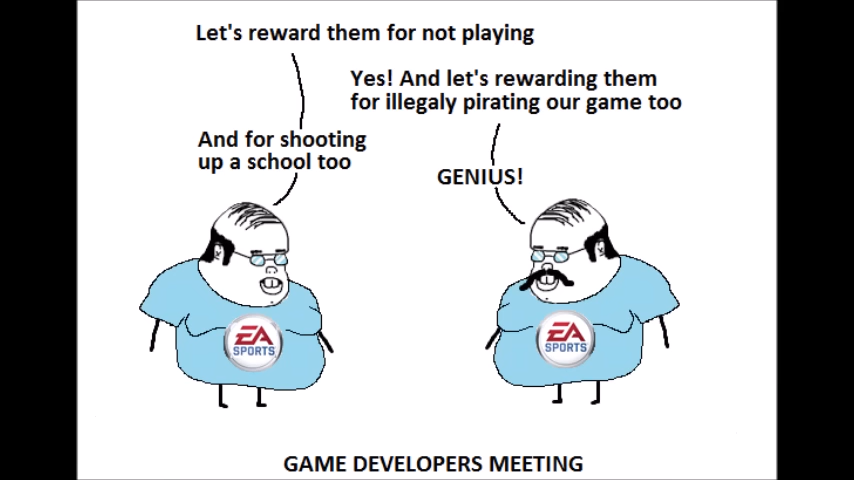 Let's reward them for not playing
Yes! And let's rewarding them
for illegaly pirating our game too
And for shooting
up a school too
GENIUS!
EA
SPORTS
EA
SPORTS
GAME DEVELOPERS MEETING